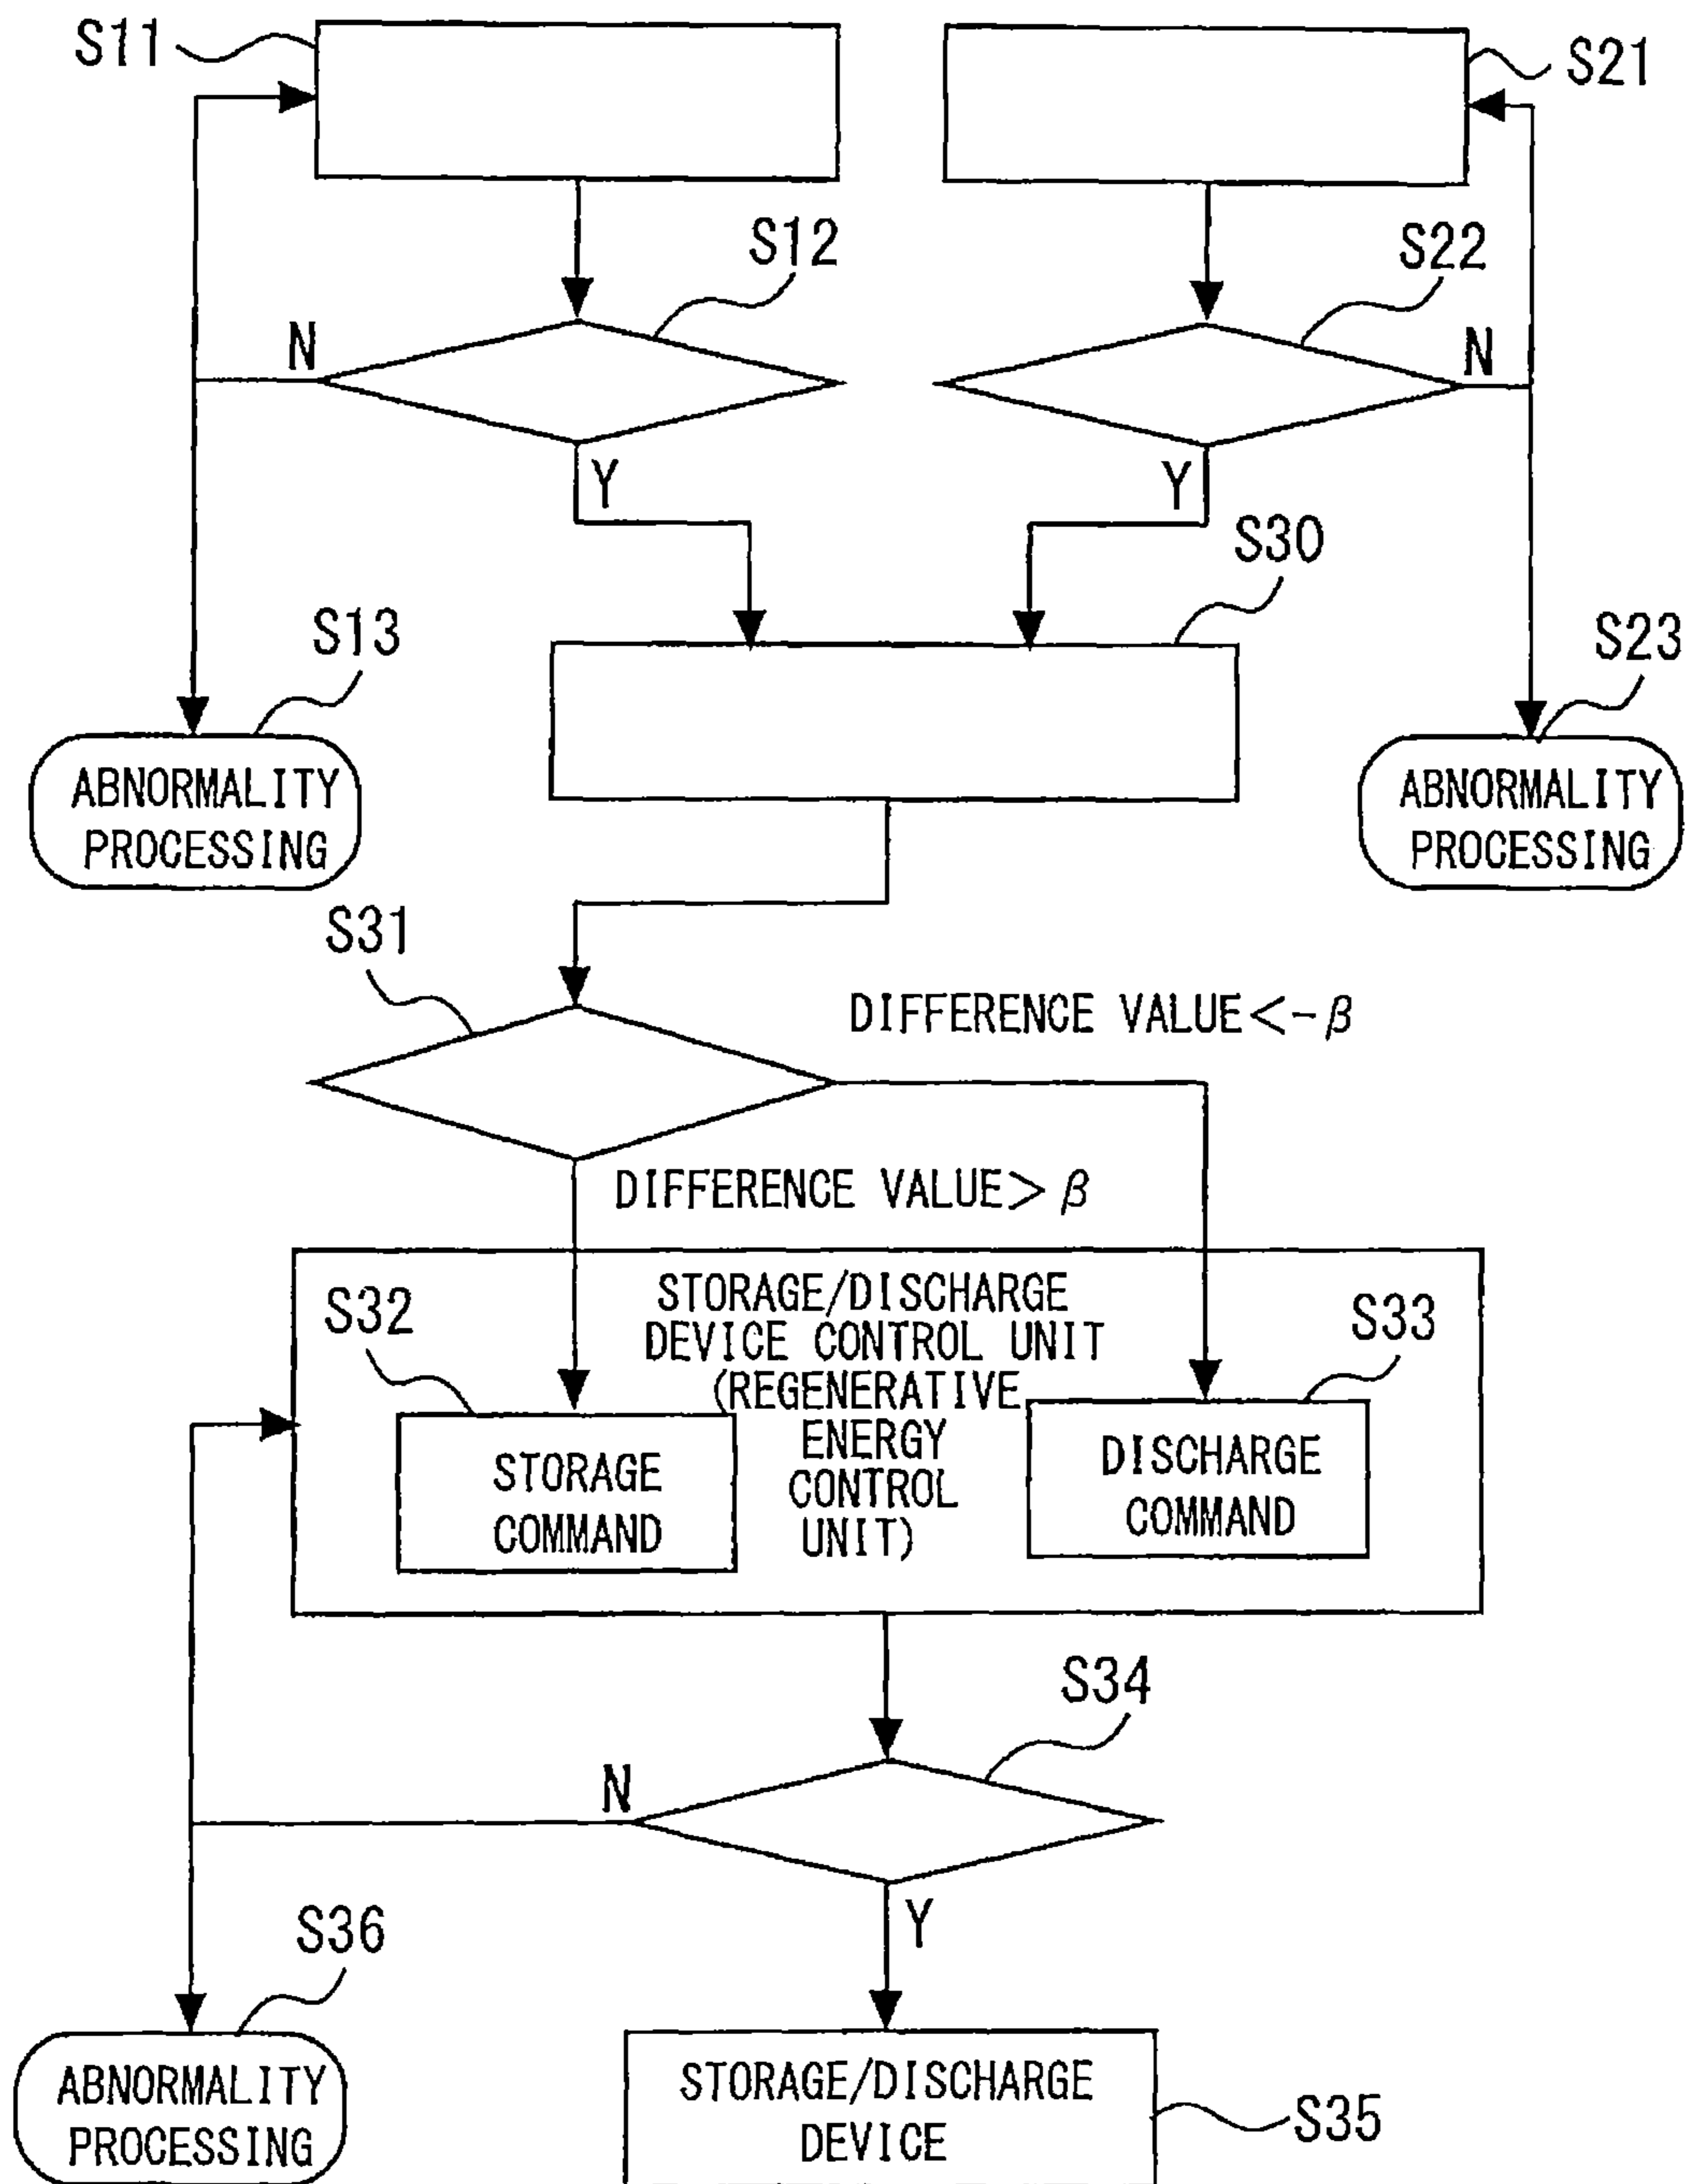 S11
S21
S12
S22
N
N
Y
Y
S30
S13
S23
ABNORMALITY
PROCESSING
ABNORMALITY
PROCESSING
S31
DIFFERENCE VALUE<-β
DIFFERENCE VALUE>β
STORAGE/DISCHARGE
DEVICE CONTROL UNIT
(REGENERATIVE
ENERGY
CONTROL
UNIT)
S32
S33
STORAGE
COMMAND
DISCHARGE
COMMAND
S34
N
Y
S36
ABNORMALITY
PROCESSING
STORAGE/DISCHARGE
DEVICE
S35